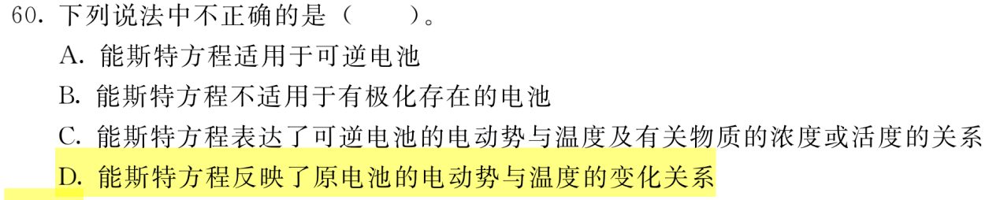 60. 下列说法中不正确的是（　　）。
A. 能斯特方程适用于可逆电池
B. 能斯特方程不适用于有极化存在的电池
C. 能斯特方程表达了可逆电池的电动势与温度及有关物质的浓度或活度的关系
D. 能斯特方程反映了原电池的电动势与温度的变化关系